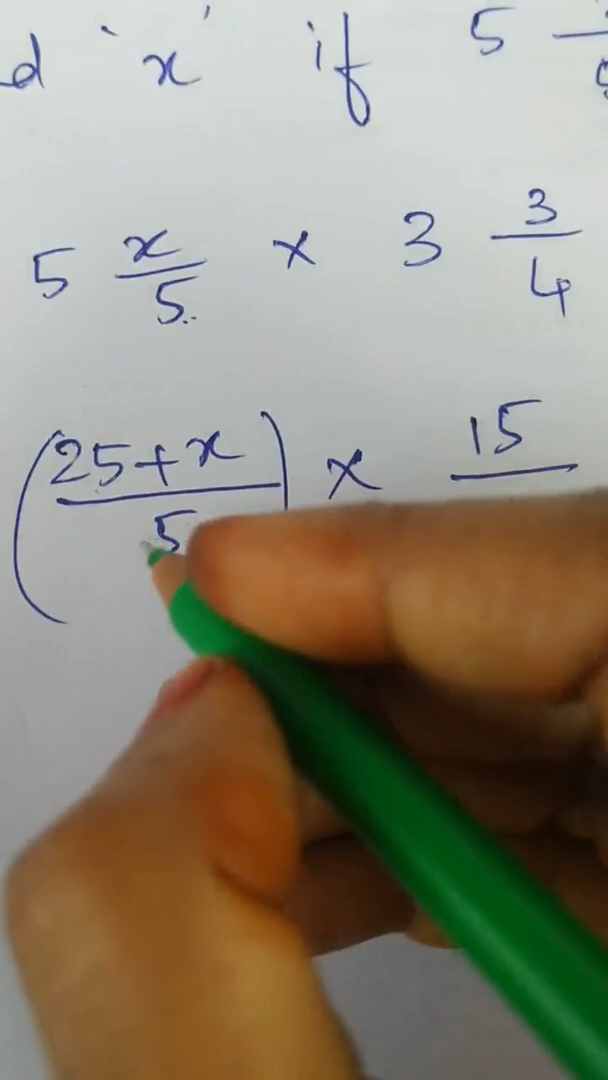 'x' if 5
5 x/5 × 3 3/4
(25+x)/5 × 15